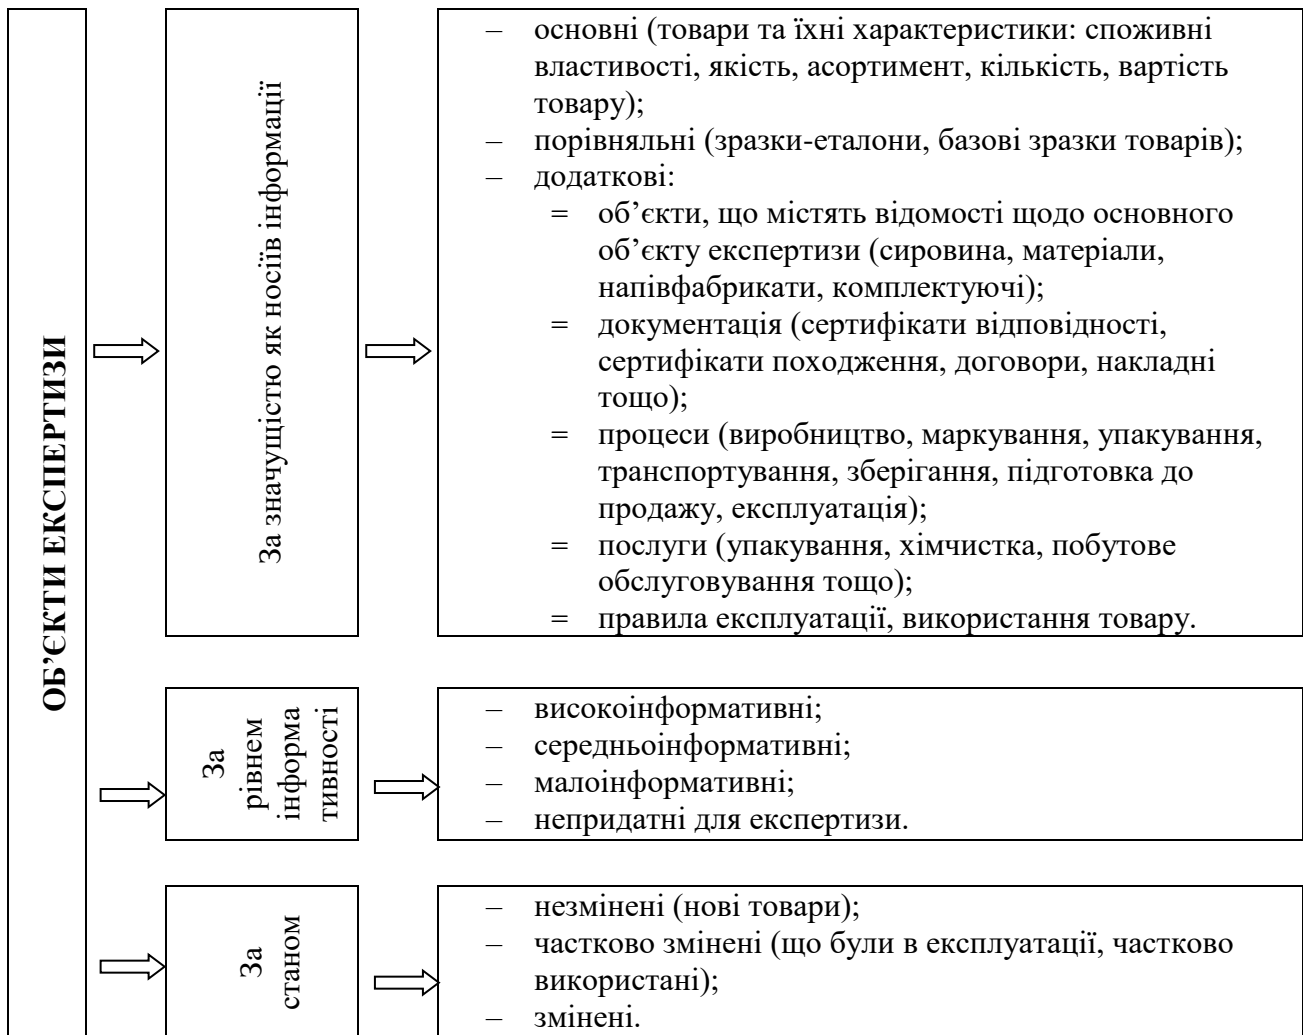 ОБ’ЄКТИ ЕКСПЕРТИЗИ
За значущістю як носіїв інформації
– основні (товари та їхні характеристики: споживні
властивості, якість, асортимент, кількість, вартість
товару);
– порівняльні (зразки-еталони, базові зразки товарів);
– додаткові:
= об’єкти, що містять відомості щодо основного
об’єкту експертизи (сировина, матеріали,
напівфабрикати, комплектуючі);
= документація (сертифікати відповідності,
сертифікати походження, договори, накладні
тощо);
= процеси (виробництво, маркування, упакування,
транспортування, зберігання, підготовка до
продажу, експлуатація);
= послуги (упакування, хімчистка, побутове
обслуговування тощо);
= правила експлуатації, використання товару.
За
рівнем
інформа
тивності
– високоінформативні;
– середньоінформативні;
– малоінформативні;
– непридатні для експертизи.
За
станом
– незмінені (нові товари);
– частково змінені (що були в експлуатації, частково
використані);
– змінені.